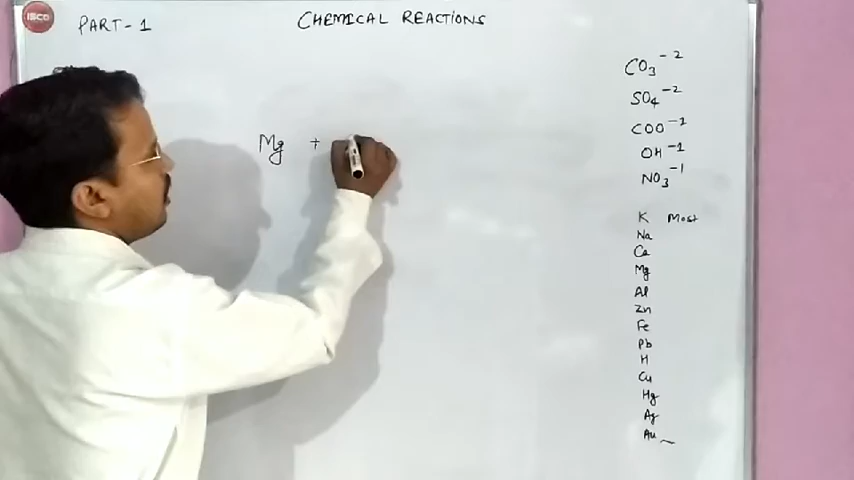 ISCO
PART-1
CHEMICAL REACTIONS
CO₃⁻²
SO₄⁻²
COO⁻¹
OH⁻¹
NO₃⁻¹
Mg +
K Most
Na
Ca
Mg
Al
Zn
Fe
Pb
H
Cu
Hg
Ag
Au